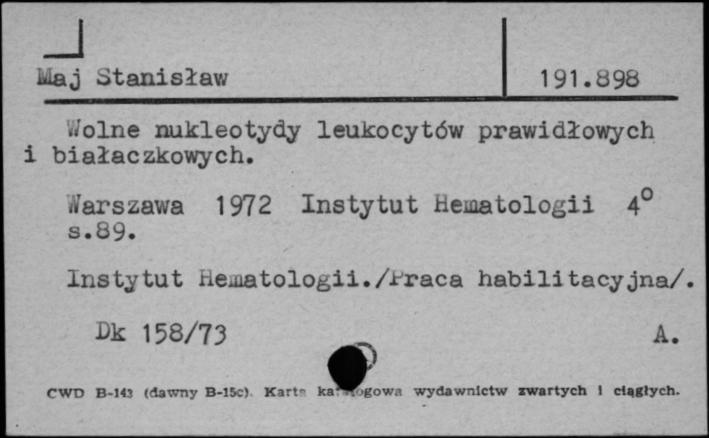 Maj Stanisław 191.898
Wolne nukleotydy leukocytów prawidłowych
i białaczkowych.
Warszawa 1972 Instytut Hematologii 4°
s.89.
Instytut Hematologii./Praca habilitacyjna/.
Dk 158/73 A.
CWD B-143 (dawny B-15c). Karta katalogowa wydawnictw zwartych i ciągłych.